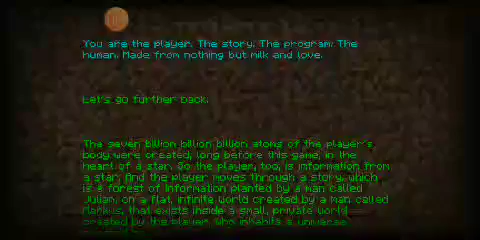 You are the player. The story. The program. The
human. Made from nothing but milk and love.
Let's go further back.
The seven billion billion billion atoms of the player's
body were created, long before this game, in the
heart of a star. So the player, too, is information from
a star. And the player moves through a story, which
is a forest of information planted by a man called
Julian, on a flat, infinite world created by a man called
Markus, that exists inside a small, private world
created by the player, who inhabits a universe